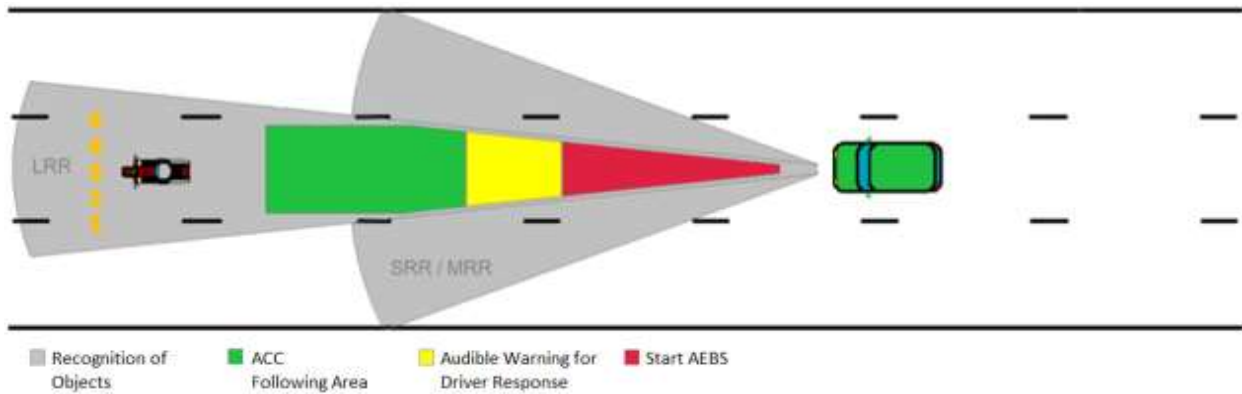 LRR
SRR / MRR
Recognition of
Objects
ACC
Following Area
Audible Warning for
Driver Response
Start AEBS